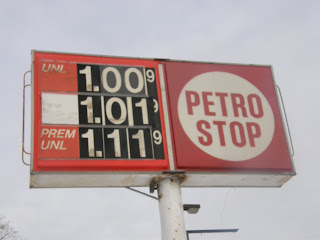 UNL 1.00 9
1.01 9
PREM UNL 1.11 9
PETRO
STOP